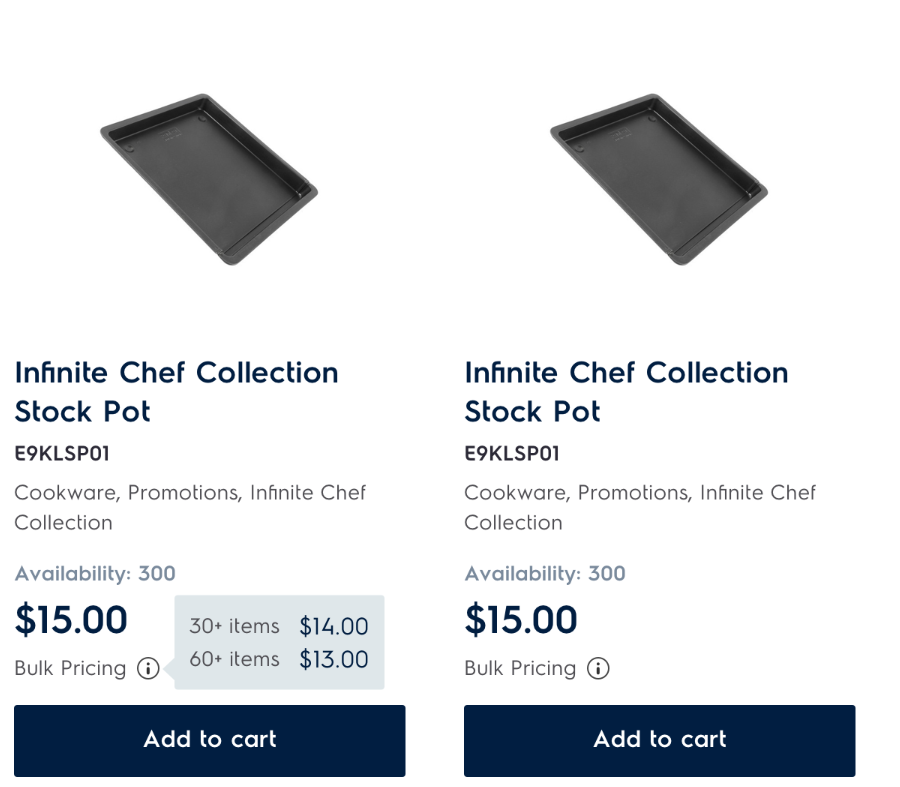 Infinite Chef Collection
Stock Pot
E9KLSP01
Cookware, Promotions, Infinite Chef
Collection
Availability: 300
$15.00
Bulk Pricing
30+ items $14.00
60+ items $13.00
Add to cart
Infinite Chef Collection
Stock Pot
E9KLSP01
Cookware, Promotions, Infinite Chef
Collection
Availability: 300
$15.00
Bulk Pricing
Add to cart